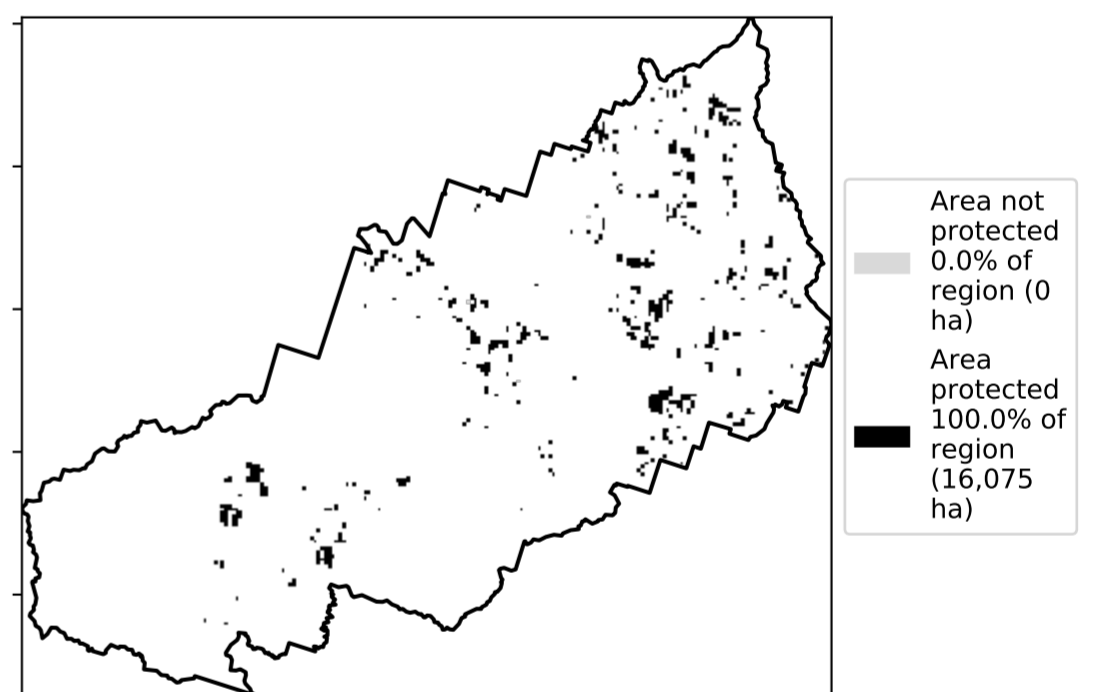 Area not
protected
0.0% of
region (0
ha)
Area
protected
100.0% of
region
(16,075
ha)